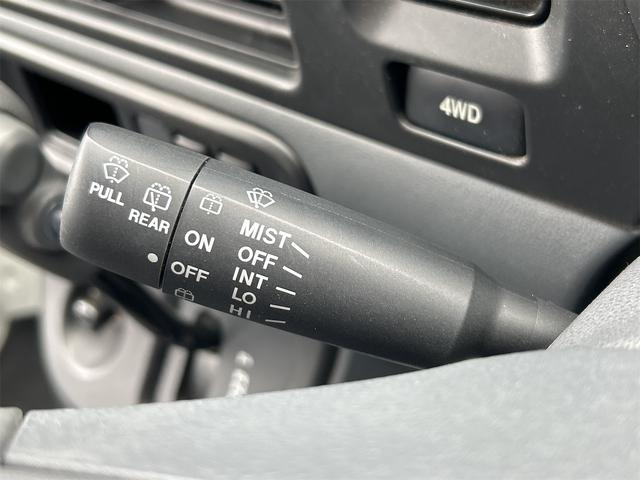 4WD
PULL
REAR
ON
OFF
MIST
OFF
INT
LO
HI